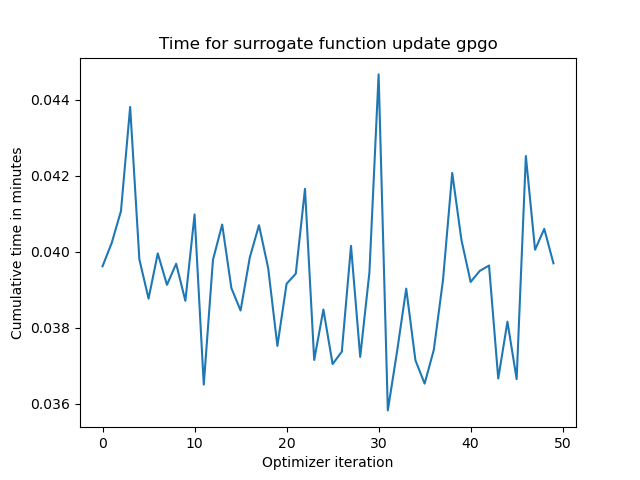 Time for surrogate function update gpgo
Cumulative time in minutes
0.044
0.042
0.040
0.038
0.036
0 10 20 30 40 50
Optimizer iteration